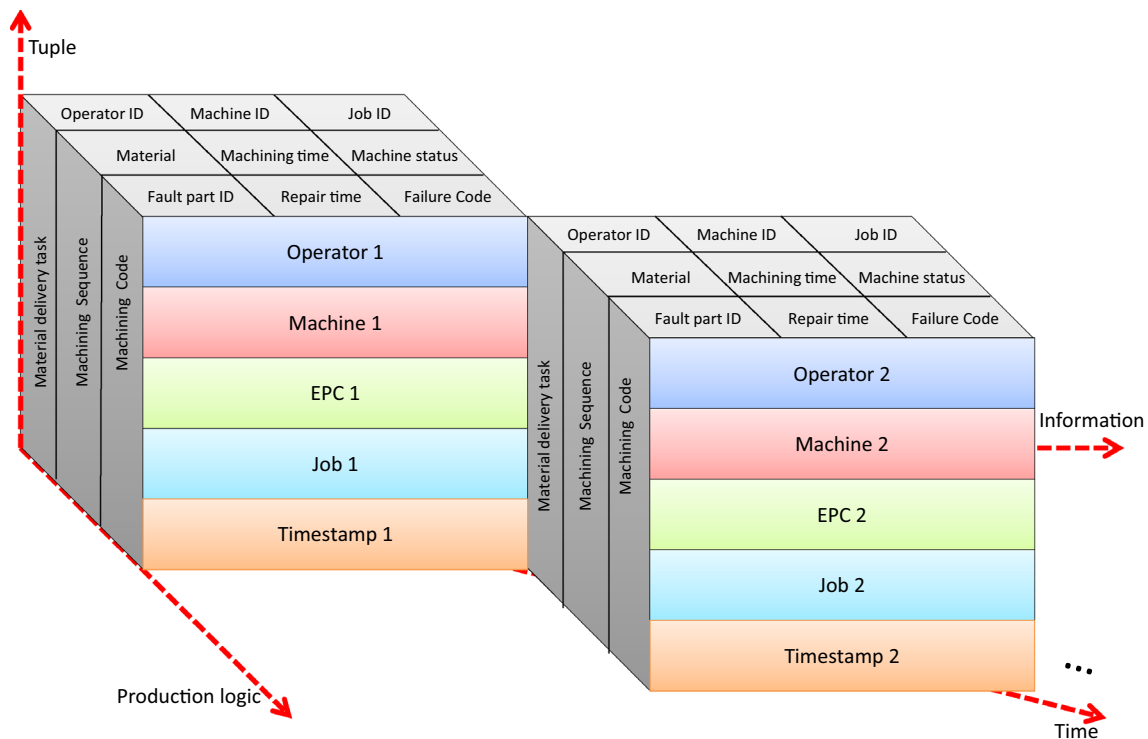 Tuple
Operator ID
Machine ID
Job ID
Material
Machining time
Machine status
Fault part ID
Repair time
Failure Code
Material delivery task
Machining Sequence
Machining Code
Operator 1
Machine 1
EPC 1
Job 1
Timestamp 1
Operator ID
Machine ID
Job ID
Material
Machining time
Machine status
Fault part ID
Repair time
Failure Code
Material delivery task
Machining Sequence
Machining Code
Operator 2
Machine 2
EPC 2
Job 2
Timestamp 2
Information
...
Production logic
Time